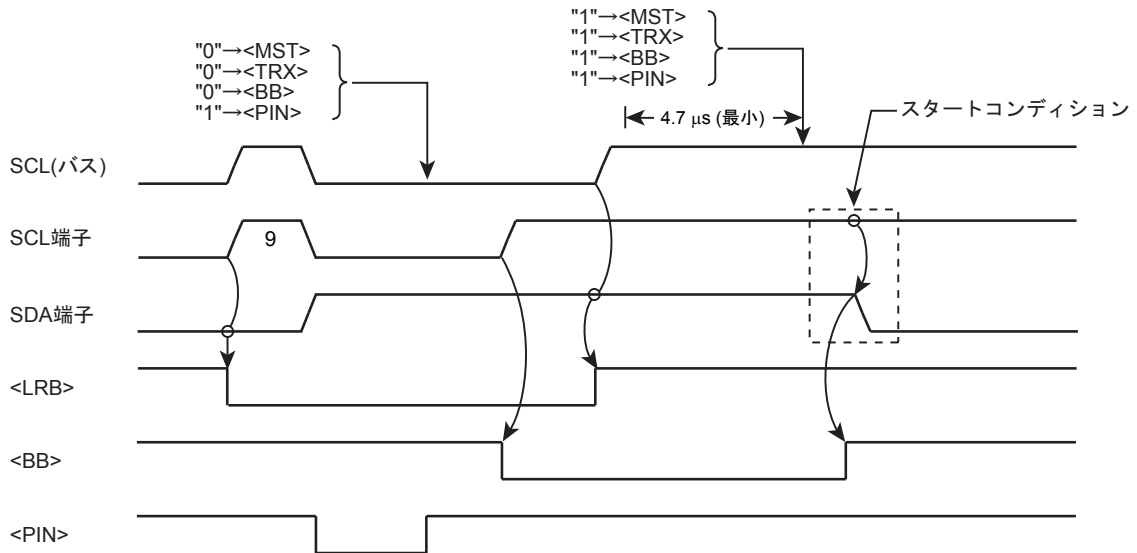 "0"→<MST>
"0"→<TRX>
"0"→<BB>
"1"→<PIN>
"1"→<MST>
"1"→<TRX>
"1"→<BB>
"1"→<PIN>
4.7 μs (最小)
スタートコンディション
SCL(バス)
SCL端子
9
SDA端子
<LRB>
<BB>
<PIN>